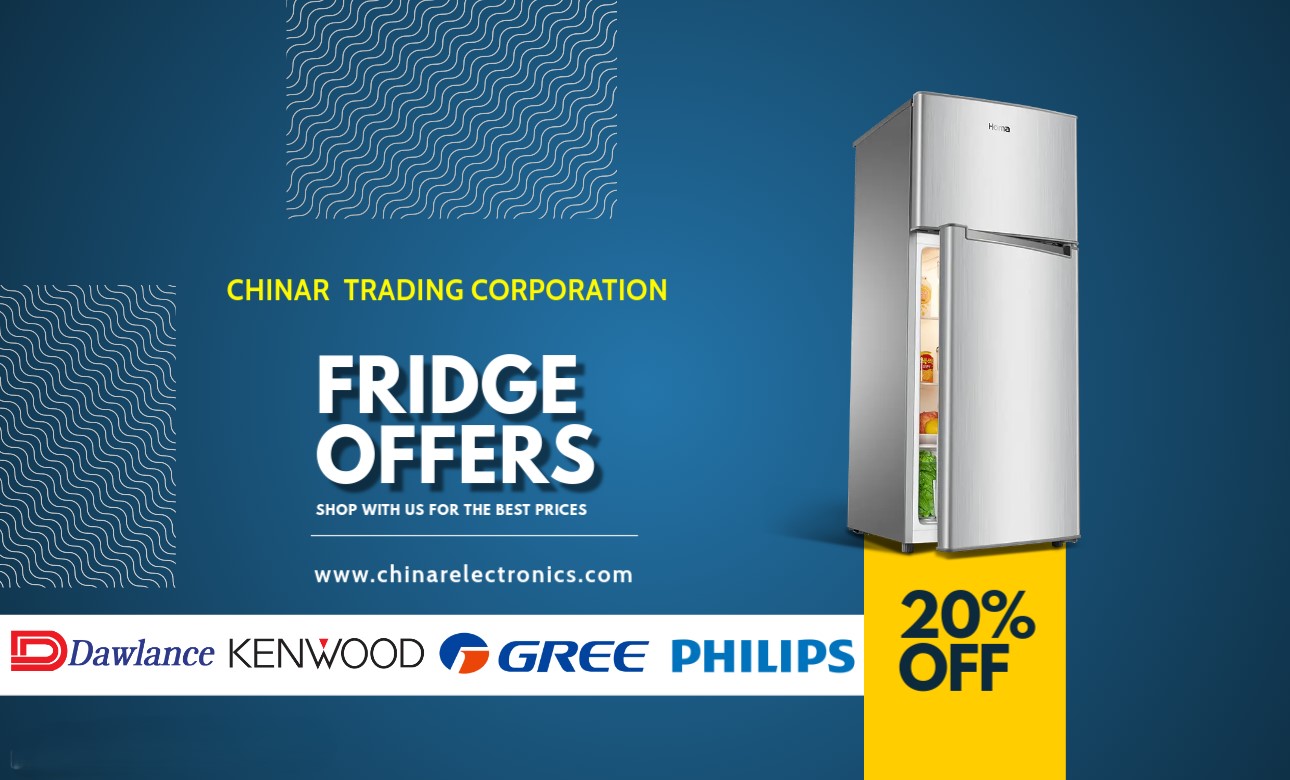 Homa
CHINAR TRADING CORPORATION
FRIDGE
OFFERS
SHOP WITH US FOR THE BEST PRICES
www.chinarelectronics.com
Dawlance KENWOOD GREE PHILIPS
20%
OFF